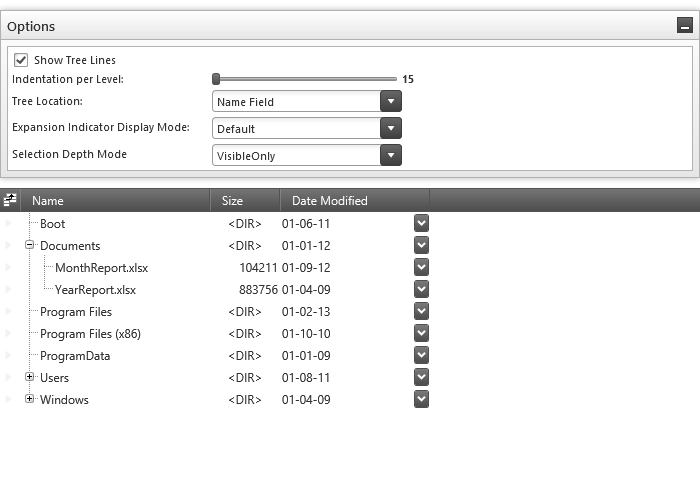 Options
Show Tree Lines
Indentation per Level: 15
Tree Location: Name Field
Expansion Indicator Display Mode: Default
Selection Depth Mode VisibleOnly
Name Size Date Modified
Boot <DIR> 01-06-11
Documents <DIR> 01-01-12
MonthReport.xlsx 104211 01-09-12
YearReport.xlsx 883756 01-04-09
Program Files <DIR> 01-02-13
Program Files (x86) <DIR> 01-10-10
ProgramData <DIR> 01-01-09
Users <DIR> 01-08-11
Windows <DIR> 01-04-09